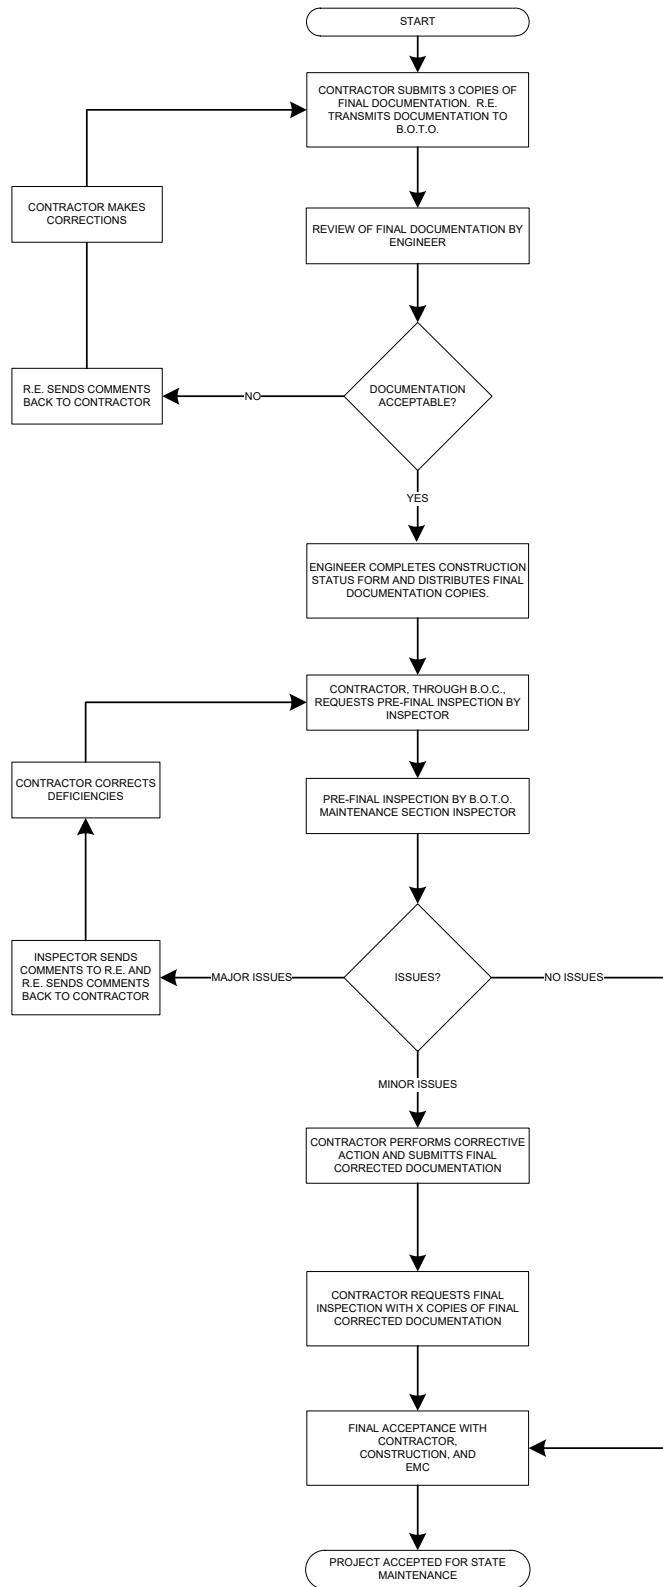 START
CONTRACTOR SUBMITS 3 COPIES OF
FINAL DOCUMENTATION. R.E.
TRANSMITS DOCUMENTATION TO
B.O.T.O.
CONTRACTOR MAKES
CORRECTIONS
REVIEW OF FINAL DOCUMENTATION BY
ENGINEER
R.E. SENDS COMMENTS
BACK TO CONTRACTOR
NO
DOCUMENTATION
ACCEPTABLE?
YES
ENGINEER COMPLETES CONSTRUCTION
STATUS FORM AND DISTRIBUTES FINAL
DOCUMENTATION COPIES.
CONTRACTOR, THROUGH B.O.C.,
REQUESTS PRE-FINAL INSPECTION BY
INSPECTOR
CONTRACTOR CORRECTS
DEFICIENCIES
PRE-FINAL INSPECTION BY B.O.T.O.
MAINTENANCE SECTION INSPECTOR
INSPECTOR SENDS
COMMENTS TO R.E. AND
R.E. SENDS COMMENTS
BACK TO CONTRACTOR
MAJOR ISSUES
ISSUES?
NO ISSUES
MINOR ISSUES
CONTRACTOR PERFORMS CORRECTIVE
ACTION AND SUBMITTS FINAL
CORRECTED DOCUMENTATION
CONTRACTOR REQUESTS FINAL
INSPECTION WITH X COPIES OF FINAL
CORRECTED DOCUMENTATION
FINAL ACCEPTANCE WITH
CONTRACTOR,
CONSTRUCTION, AND
EMC
PROJECT ACCEPTED FOR STATE
MAINTENANCE